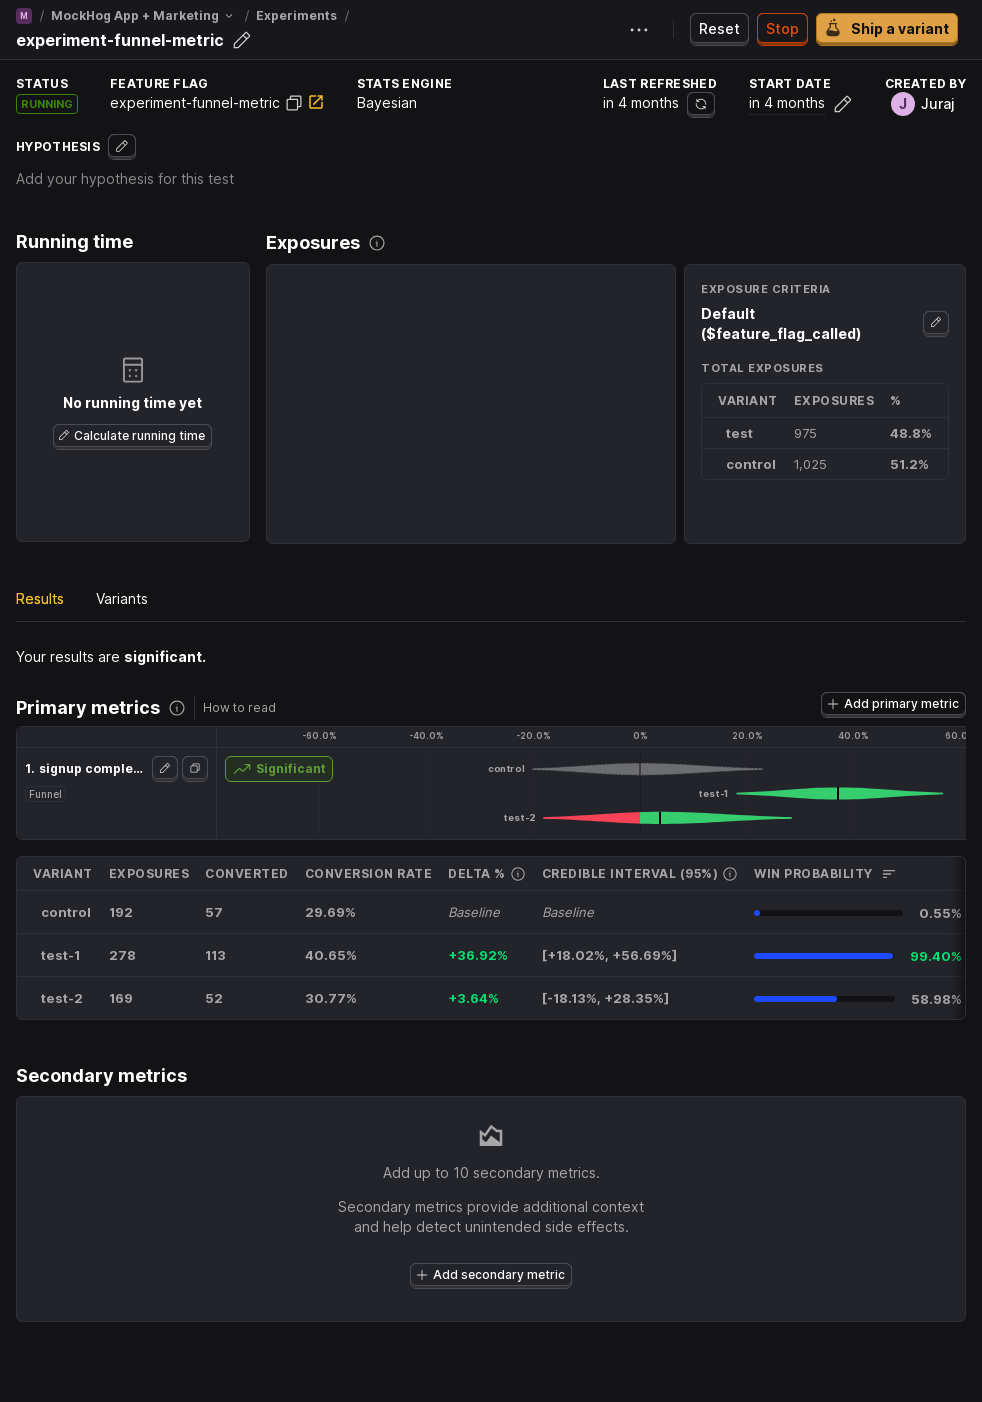 M / MockHog App + Marketing / Experiments /
experiment-funnel-metric
Reset Stop Ship a variant
STATUS FEATURE FLAG STATS ENGINE LAST REFRESHED START DATE CREATED BY
RUNNING experiment-funnel-metric Bayesian in 4 months in 4 months J Juraj
HYPOTHESIS
Add your hypothesis for this test
Running time
No running time yet
Calculate running time
Exposures
EXPOSURE CRITERIA
Default
($feature_flag_called)
TOTAL EXPOSURES
VARIANT EXPOSURES %
test 975 48.8%
control 1,025 51.2%
Results Variants
Your results are significant.
Primary metrics How to read Add primary metric
-60.0% -40.0% -20.0% 0% 20.0% 40.0% 60.0
1. signup comple... Significant
Funnel
control
test-1
test-2
VARIANT EXPOSURES CONVERTED CONVERSION RATE DELTA % CREDIBLE INTERVAL (95%) WIN PROBABILITY
control 192 57 29.69% Baseline Baseline 0.55%
test-1 278 113 40.65% +36.92% [+18.02%, +56.69%] 99.40%
test-2 169 52 30.77% +3.64% [-18.13%, +28.35%] 58.98%
Secondary metrics
Add up to 10 secondary metrics.
Secondary metrics provide additional context
and help detect unintended side effects.
Add secondary metric